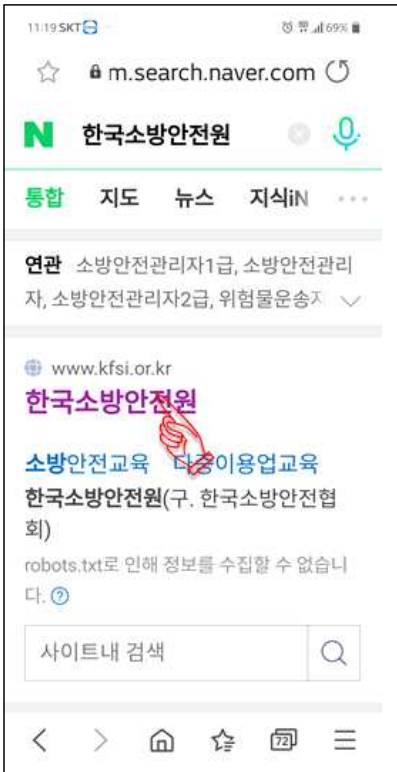 11:19 SKT 69%
m.search.naver.com
N 한국소방안전원
통합 지도 뉴스 지식iN
연관 소방안전관리자1급, 소방안전관리
자, 소방안전관리자2급, 위험물운송자
www.kfsi.or.kr
한국소방안전원
소방안전교육 다중이용업교육
한국소방안전원(구. 한국소방안전협
회)
robots.txt로 인해 정보를 수집할 수 없습니
다.
사이트내 검색
72